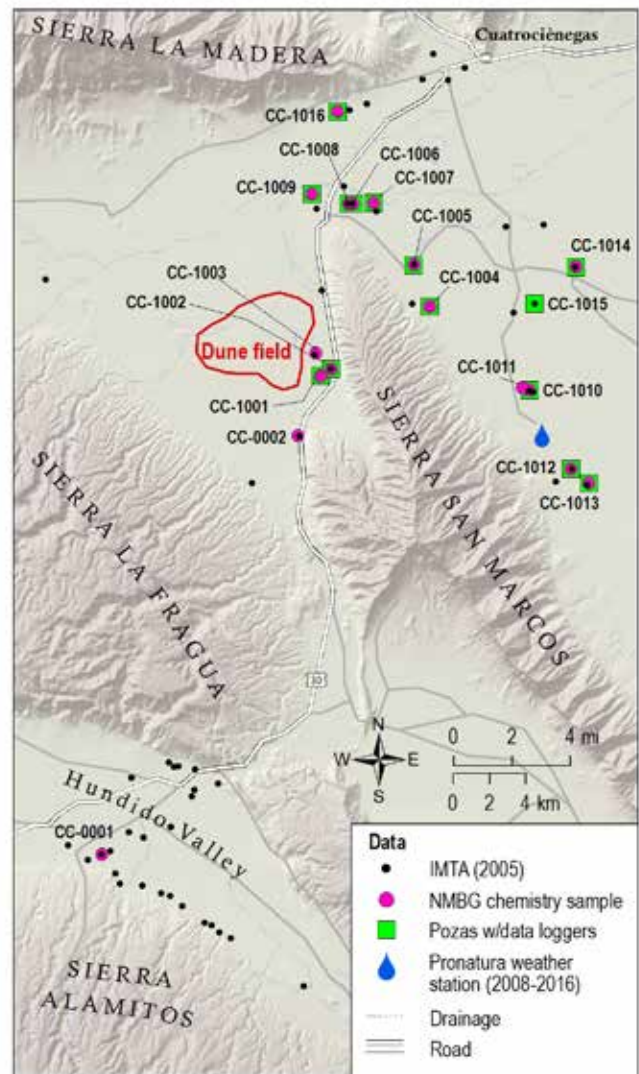 SIERRA LA MADERA
Cuatrociènegas
CC-1016
CC-1008
CC-1006
CC-1009
CC-1007
CC-1005
CC-1014
CC-1003
CC-1004
CC-1002
CC-1015
Dune field
CC-1011
CC-1010
CC-1001
CC-0002
CC-1012
CC-1013
SIERRA SAN MARCOS
SIERRA LA FRAGUA
30
N
W E
S
0 2 4 mi
0 2 4 km
Hundido Valley
CC-0001
SIERRA
ALAMITOS
Data
IMTA (2005)
NMBG chemistry sample
Pozas w/data loggers
Pronatura weather
station (2008-2016)
Drainage
Road